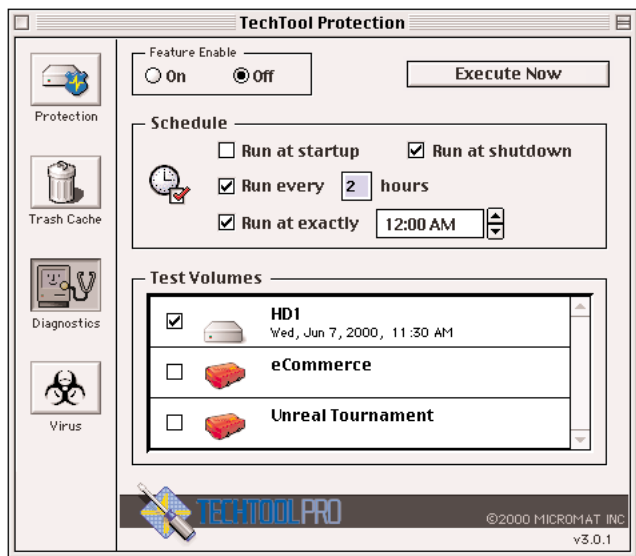 TechTool Protection
Feature Enable
On Off
Execute Now
Protection
Schedule
Run at startup Run at shutdown
Run every 2 hours
Run at exactly 12:00 AM
Trash Cache
Test Volumes
HD1
Wed, Jun 7, 2000, 11:30 AM
Diagnostics
eCommerce
Unreal Tournament
Virus
TECHTOOLPRO
©2000 MICROMAT INC
v3.0.1